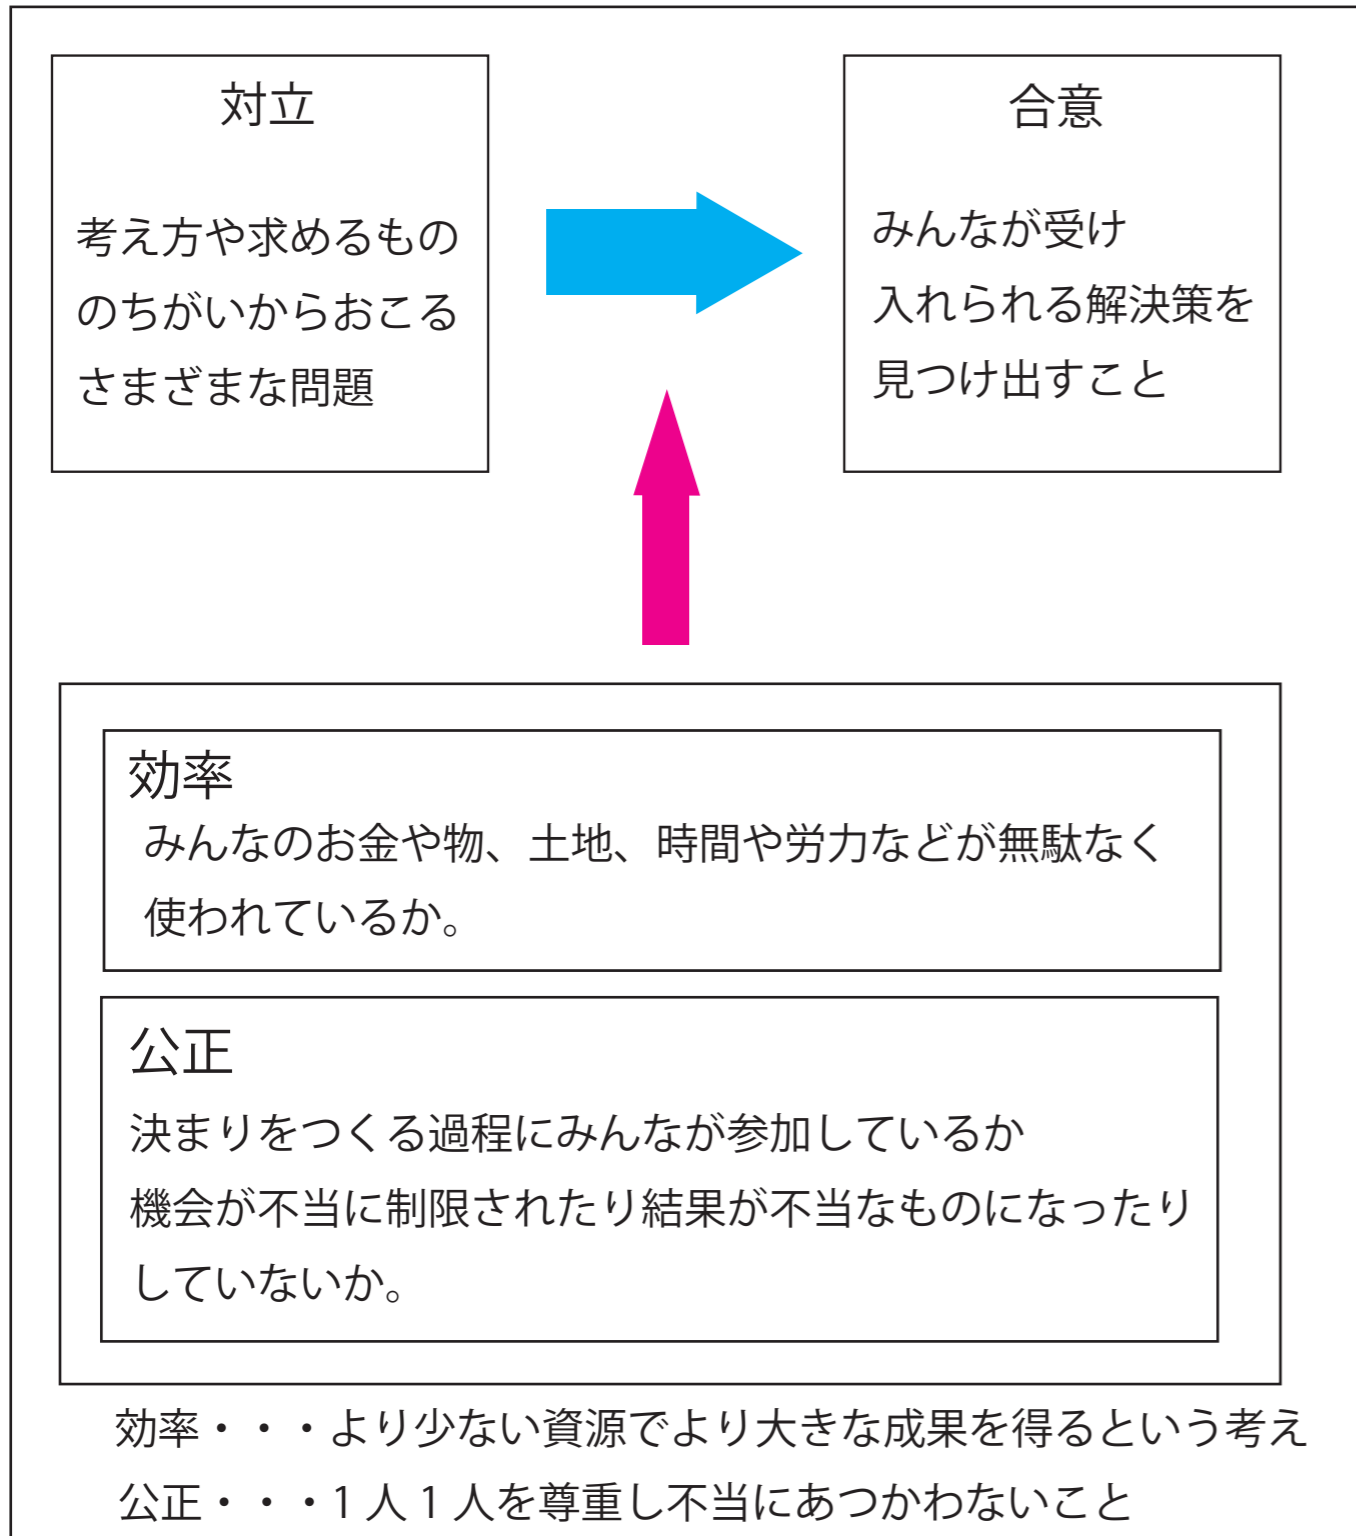 対立
考え方や求めるもの
のちがいからおこる
さまざまな問題
合意
みんなが受け
入れられる解決策を
見つけ出すこと
効率
みんなのお金や物、土地、時間や労力などが無駄なく
使われているか。
公正
決まりをつくる過程にみんなが参加しているか
機会が不当に制限されたり結果が不当なものになったり
していないか。
効率・・・より少ない資源でより大きな成果を得るという考え
公正・・・1人1人を尊重し不当にあつかわないこと